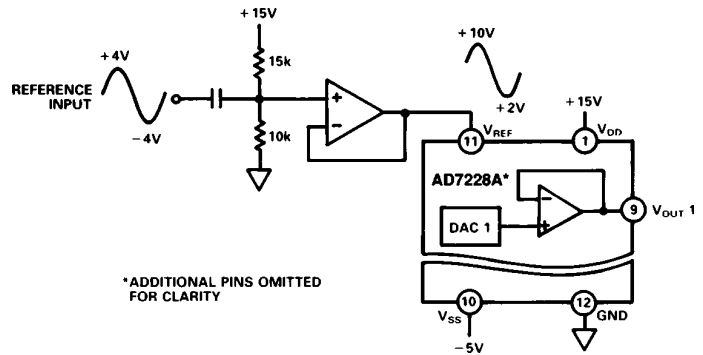 +15V
+4V
15k
+10V
REFERENCE
INPUT
+
−
−4V
10k
+2V
+15V
11
VREF
1
VDD
AD7228A*
−
+
DAC 1
9
VOUT 1
*ADDITIONAL PINS OMITTED
FOR CLARITY
10
VSS
12
GND
−5V